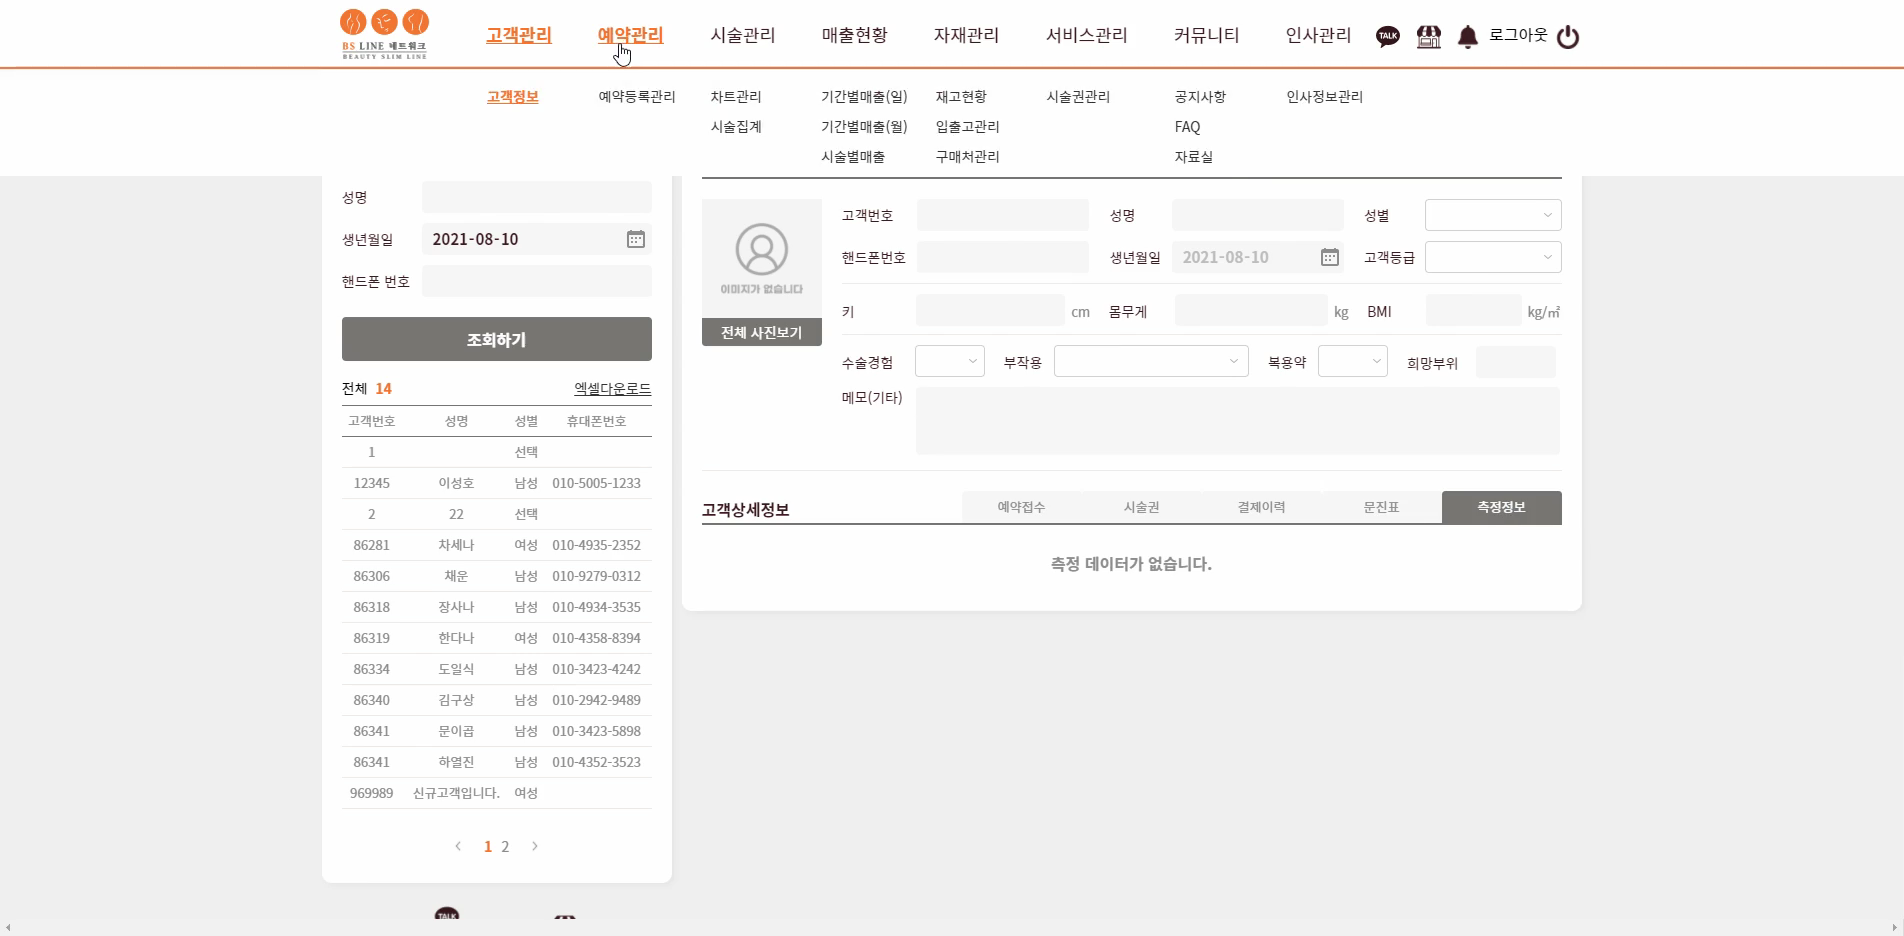 BS LINE 네트워크
BEAUTY SLIM LINE
고객관리 예약관리 시술관리 매출현황 자재관리 서비스관리 커뮤니티 인사관리 TALK 로그아웃
고객정보 예약등록관리 차트관리 기간별매출(일) 재고현황 시술권관리 공지사항 인사정보관리
시술집계 기간별매출(월) 입출고관리 FAQ
시술별매출 구매처관리 자료실
성명
생년월일 2021-08-10
핸드폰 번호
조회하기
전체 14 엑셀다운로드
고객번호 성명 성별 휴대폰번호
1 선택
12345 이성호 남성 010-5005-1233
2 22 선택
86281 차세나 여성 010-4935-2352
86306 채운 남성 010-9279-0312
86318 장사나 남성 010-4934-3535
86319 한다나 여성 010-4358-8394
86334 도일식 남성 010-3423-4242
86340 김구상 남성 010-2942-9489
86341 문이곱 남성 010-3423-5898
86341 하열진 남성 010-4352-3523
969989 신규고객입니다. 여성
1 2
TALK
이미지가 없습니다
전체 사진보기
고객번호 성명 성별
핸드폰번호 생년월일 2021-08-10 고객등급
키 cm 몸무게 kg BMI kg/㎡
수술경험 부작용 복용약 희망부위
메모(기타)
고객상세정보 예약접수 시술권 결제이력 문진표 측정정보
측정 데이터가 없습니다.